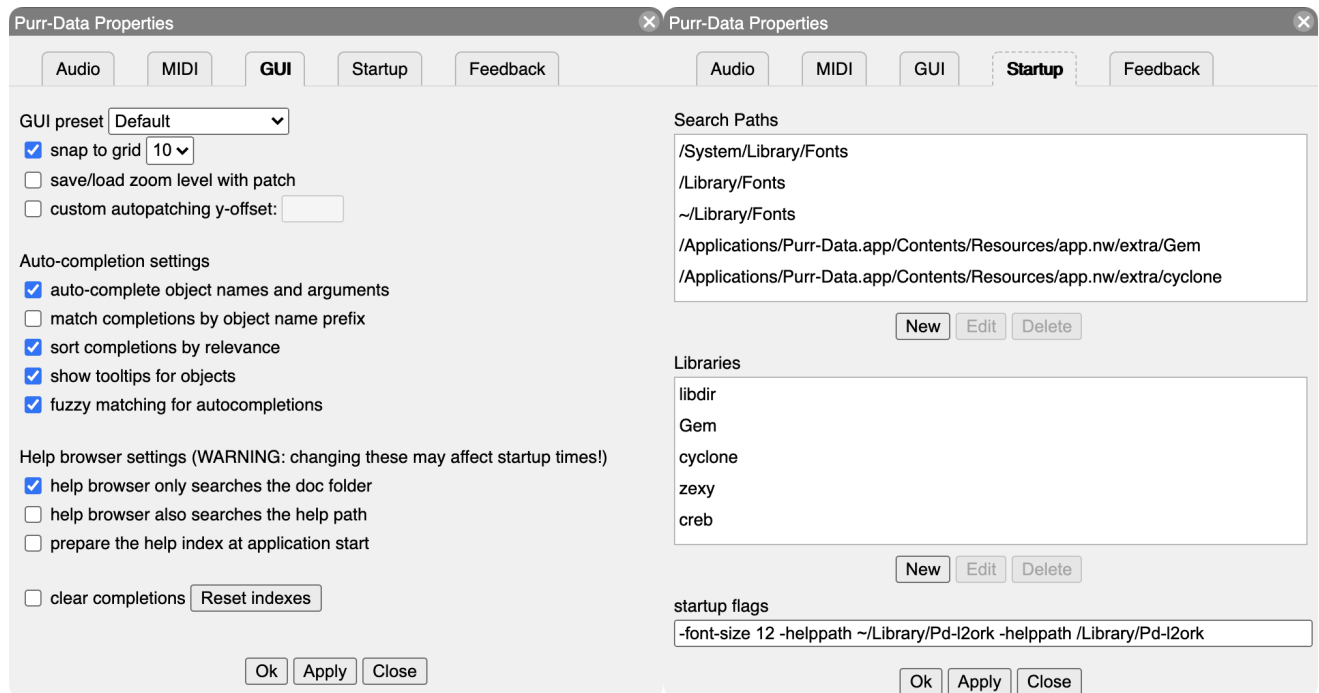 Purr-Data Properties
Audio MIDI GUI Startup Feedback
GUI preset Default
snap to grid 10
save/load zoom level with patch
custom autopatching y-offset:
Auto-completion settings
auto-complete object names and arguments
match completions by object name prefix
sort completions by relevance
show tooltips for objects
fuzzy matching for autocompletions
Help browser settings (WARNING: changing these may affect startup times!)
help browser only searches the doc folder
help browser also searches the help path
prepare the help index at application start
clear completions Reset indexes
Ok Apply Close
Purr-Data Properties
Audio MIDI GUI Startup Feedback
Search Paths
/System/Library/Fonts
/Library/Fonts
~/Library/Fonts
/Applications/Purr-Data.app/Contents/Resources/app.nw/extra/Gem
/Applications/Purr-Data.app/Contents/Resources/app.nw/extra/cyclone
New Edit Delete
Libraries
libdir
Gem
cyclone
zexy
creb
New Edit Delete
startup flags
-font-size 12 -helppath ~/Library/Pd-l2ork -helppath /Library/Pd-l2ork
Ok Apply Close